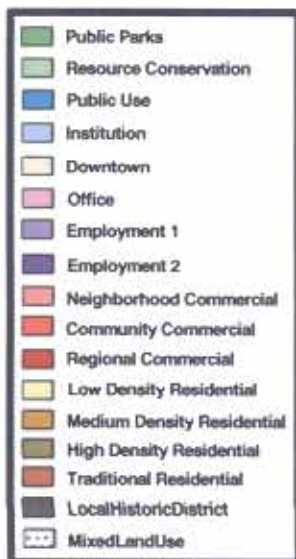 Public Parks
Resource Conservation
Public Use
Institution
Downtown
Office
Employment 1
Employment 2
Neighborhood Commercial
Community Commercial
Regional Commercial
Low Density Residential
Medium Density Residential
High Density Residential
Traditional Residential
LocalHistoricDistrict
MixedLandUse